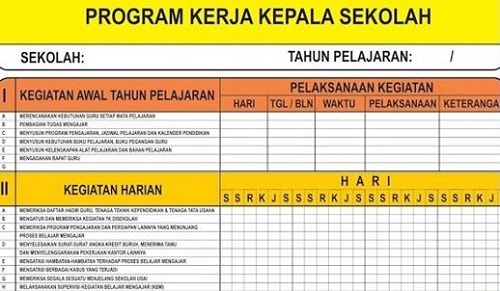 PROGRAM KERJA KEPALA SEKOLAH
SEKOLAH: TAHUN PELAJARAN: /
I KEGIATAN AWAL TAHUN PELAJARAN PELAKSANAAN KEGIATAN
HARI TGL / BLN WAKTU PELAKSANAAN KETERANGA
A MERENCANAKAN KEBUTUHAN GURU SETIAP MATA PELAJARAN
B PEMBAGIAN TUGAS MENGAJAR
C MENYUSUN PROGRAM PENGAJARAN, JADWAL PELAJARAN DAN KALENDER PENDIDIKAN
D MENYUSUN KEBUTUHAN BUKU PELAJARAN, BUKU PEGANGAN GURU
E MENYUSUN KELENGKAPAN ALAT PELAJARAN DAN BAHAN PELAJARAN
F MENGADAKAN RAPAT GURU
G
II KEGIATAN HARIAN HARI
S S R K J S S S R K J S S S R K J S S S R K J S
A MEMERIKSA DAFTAR HADIR GURU, TENAGA TEKNIK KEPENDIDIKAN & TENAGA TATA USAHA
B MENGATUR DAN MEMERIKSA KEGIATAN TK DISEKOLAH
C MEMERIKSA PROGRAM PENGAJARAN DAN PERSIAPAN LAINNYA YANG MENUNJANG
PROSES BELAJAR MENGAJAR
D MENYELESAIKAN SURAT-SURAT ANGKA KREDIT BURUH, MENERIMA TAMU
DAN MENYELENGGARAKAN PEKERJAAN KANTOR LAINNYA
E MENGATASI HAMBATAN-HAMBATAN TERHADAP PROSES BELAJAR MENGAJAR
F MENGATASI BERBAGAI KASUS YANG TERJADI
G MEMERIKSA SEGALA SESUATU MENJELANG SEKOLAH USAI
H MELAKSANAKAN SUPERVISI KEGIATAN BELAJAR MENGAJAR (KBM)